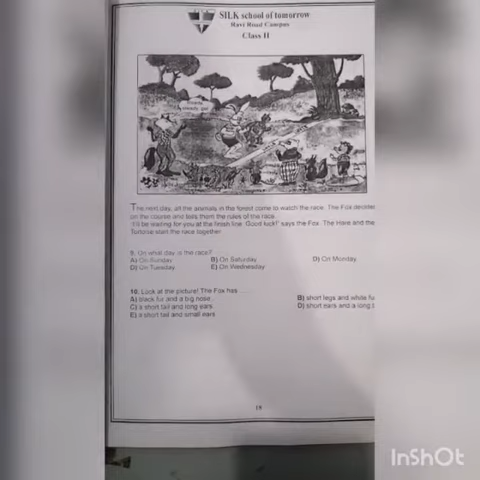 SILK school of tomorrow
Ravi Road Campus
Class II
steady, go!
The next day, all the animals in the forest come to watch the race. The Fox decides
on the course and tells them the rules of the race.
'I'll be waiting for you at the finish line. Good luck!' says the Fox. The Hare and the
Tortoise start the race together.
9. On what day is the race?
A) On Sunday B) On Saturday D) On Monday
D) On Tuesday E) On Wednesday
10. Look at the picture! The Fox has
A) black fur and a big nose B) short legs and white fu
C) a short tail and long ears D) short ears and a long
E) a short tail and small ears
InShOt